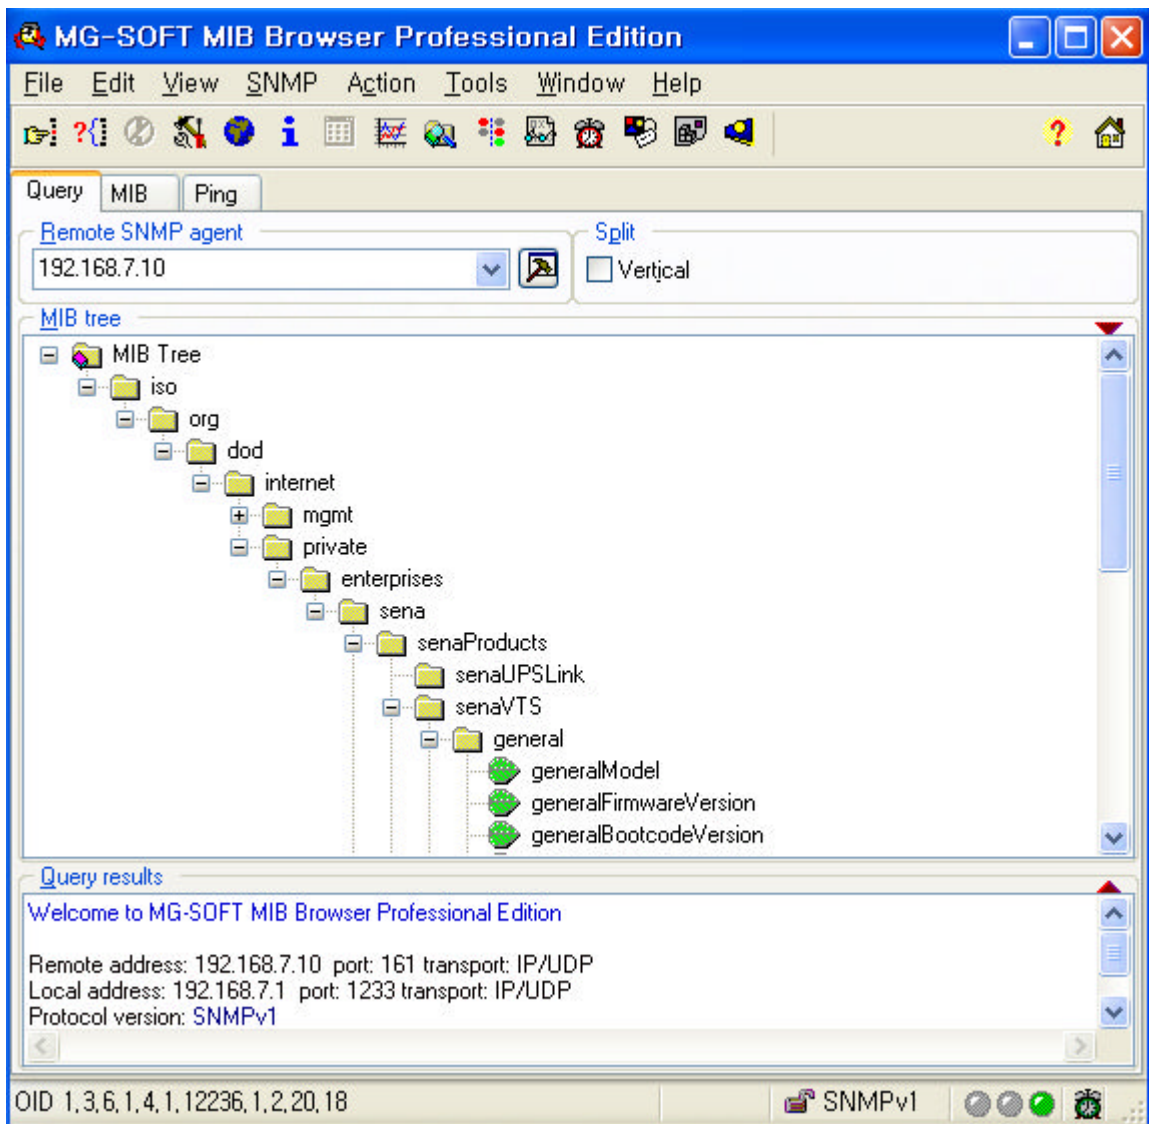 MG-SOFT MIB Browser Professional Edition
File Edit View SNMP Action Tools Window Help
Query MIB Ping
Remote SNMP agent
Split
192.168.7.10
Vertical
MIB tree
MIB Tree
iso
org
dod
internet
mgmt
private
enterprises
sena
senaProducts
senaUPSLink
senaVTS
general
generalModel
generalFirmwareVersion
generalBootcodeVersion
Query results
Welcome to MG-SOFT MIB Browser Professional Edition
Remote address: 192.168.7.10 port: 161 transport: IP/UDP
Local address: 192.168.7.1 port: 1233 transport: IP/UDP
Protocol version: SNMPv1
OID 1,3,6,1,4,1,12236,1,2,20,18 SNMPv1